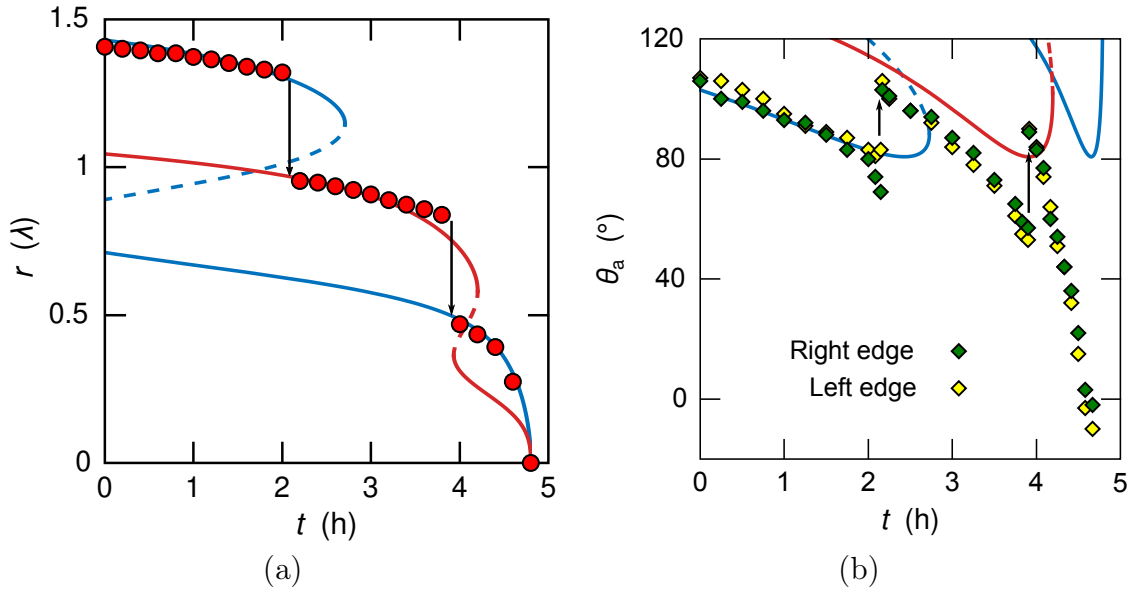 1.5
1
0.5
0
r (λ)
0 1 2 3 4 5
t (h)
(a)
120
80
40
0
θa (°)
Right edge
Left edge
0 1 2 3 4 5
t (h)
(b)